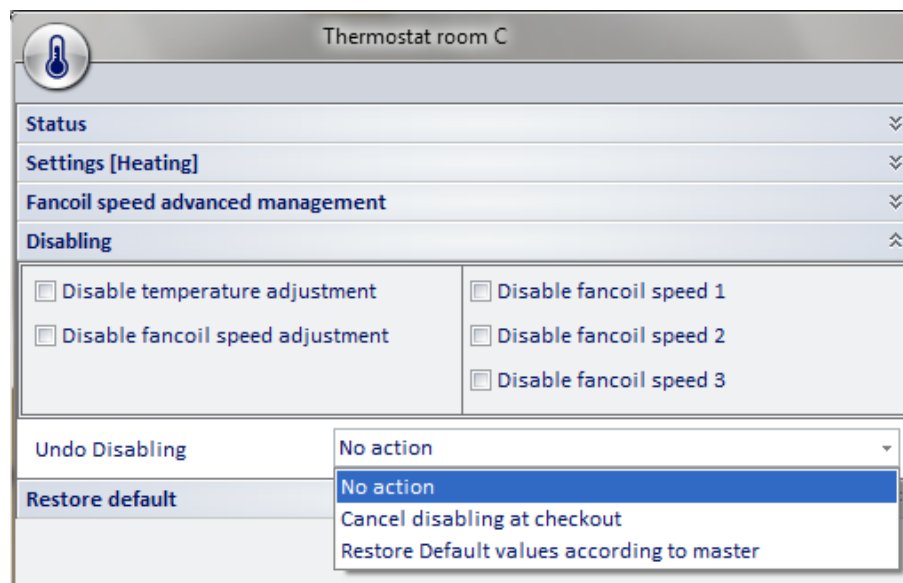 Thermostat room C
Status
Settings [Heating]
Fancoil speed advanced management
Disabling
Disable temperature adjustment
Disable fancoil speed adjustment
Disable fancoil speed 1
Disable fancoil speed 2
Disable fancoil speed 3
Undo Disabling
No action
No action
Cancel disabling at checkout
Restore Default values according to master
Restore default